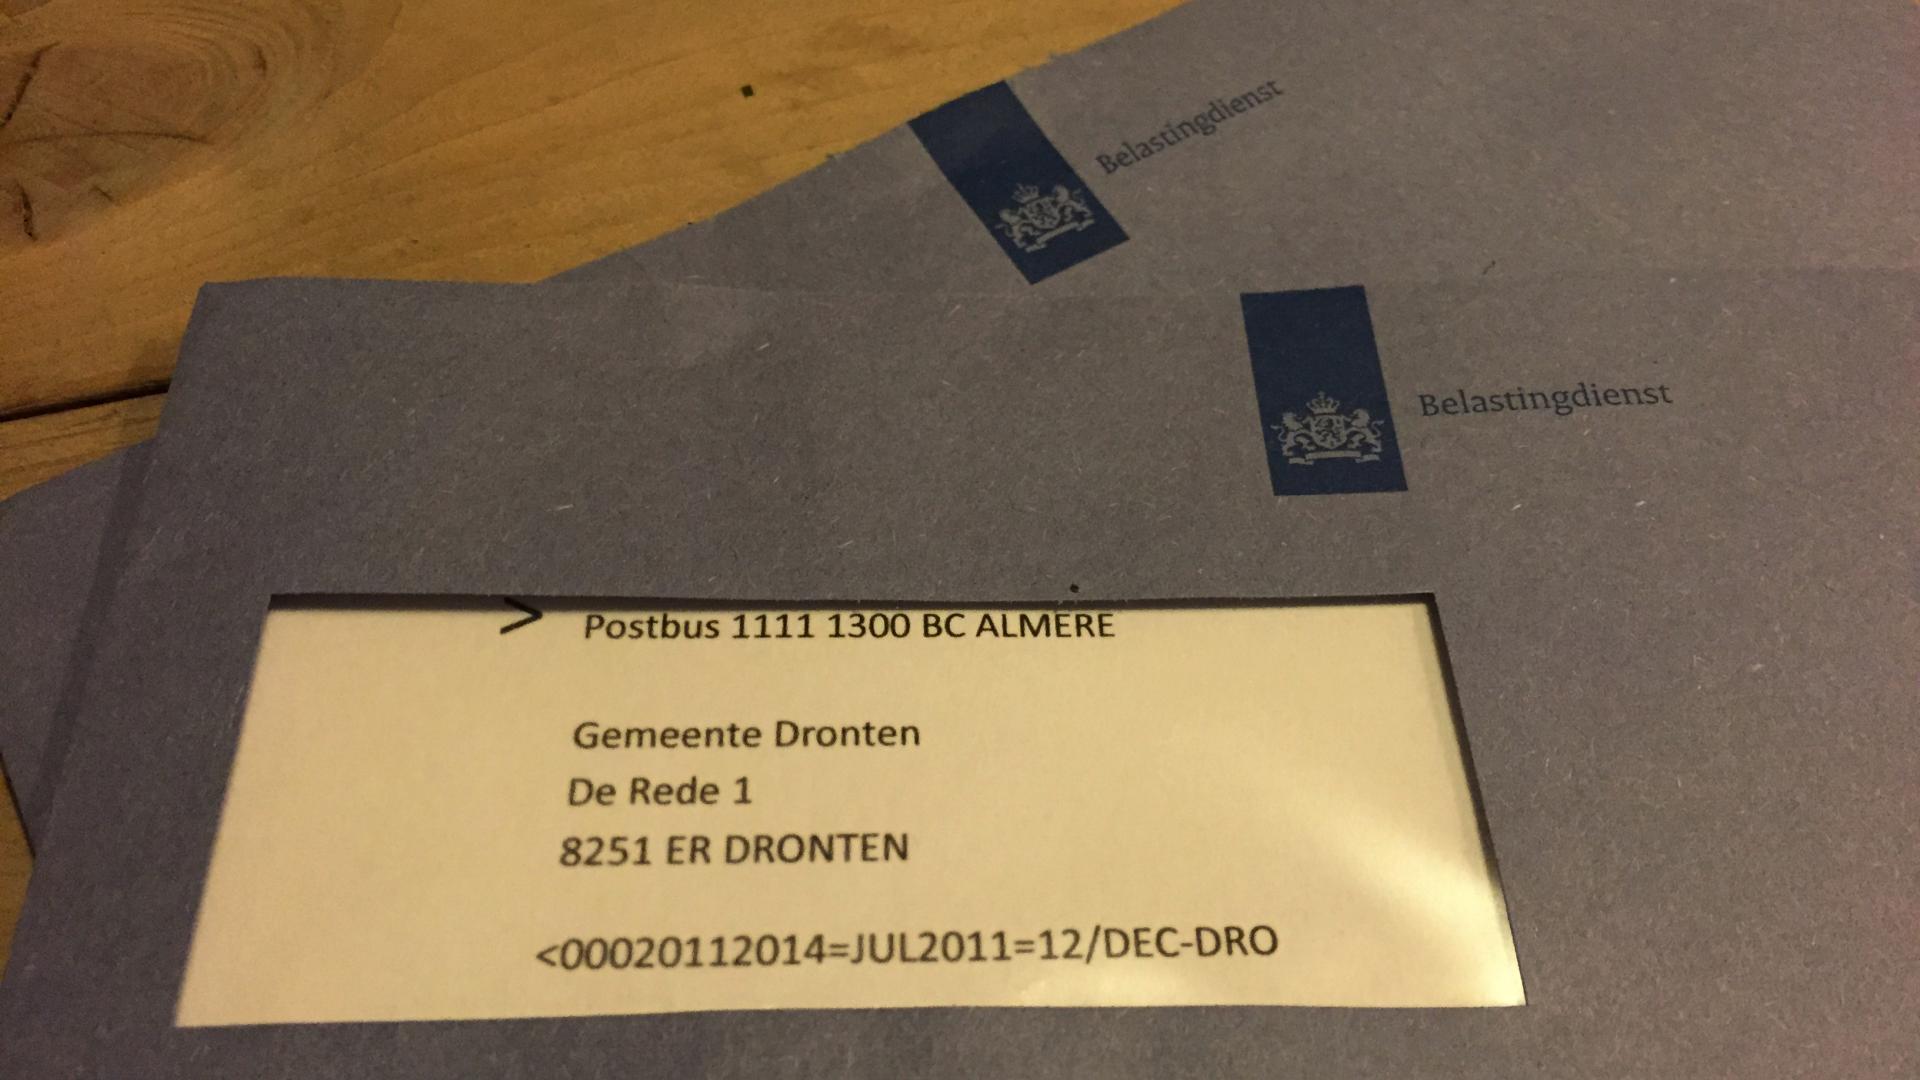 Belastingdienst
Belastingdienst
> Postbus 1111 1300 BC ALMERE
Gemeente Dronten
De Rede 1
8251 ER DRONTEN
<00020112014=JUL2011=12/DEC-DRO